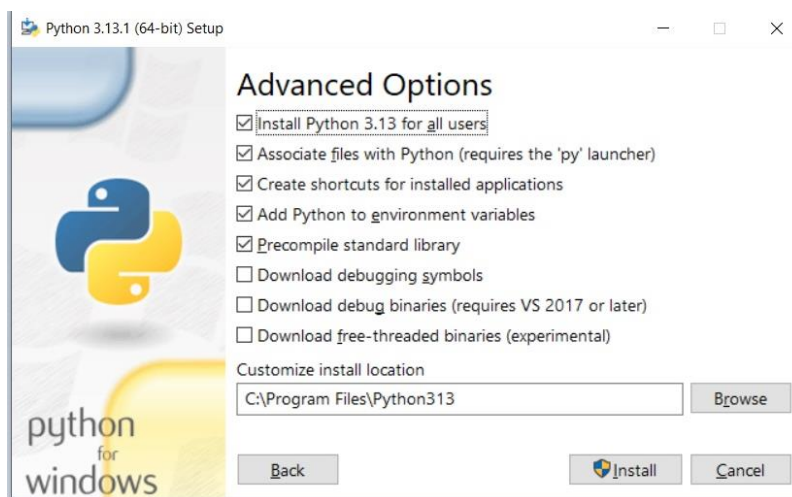 Python 3.13.1 (64-bit) Setup
Advanced Options
Install Python 3.13 for all users
Associate files with Python (requires the 'py' launcher)
Create shortcuts for installed applications
Add Python to environment variables
Precompile standard library
Download debugging symbols
Download debug binaries (requires VS 2017 or later)
Download free-threaded binaries (experimental)
Customize install location
C:\Program Files\Python313
Browse
python
for
windows
Back
Install
Cancel